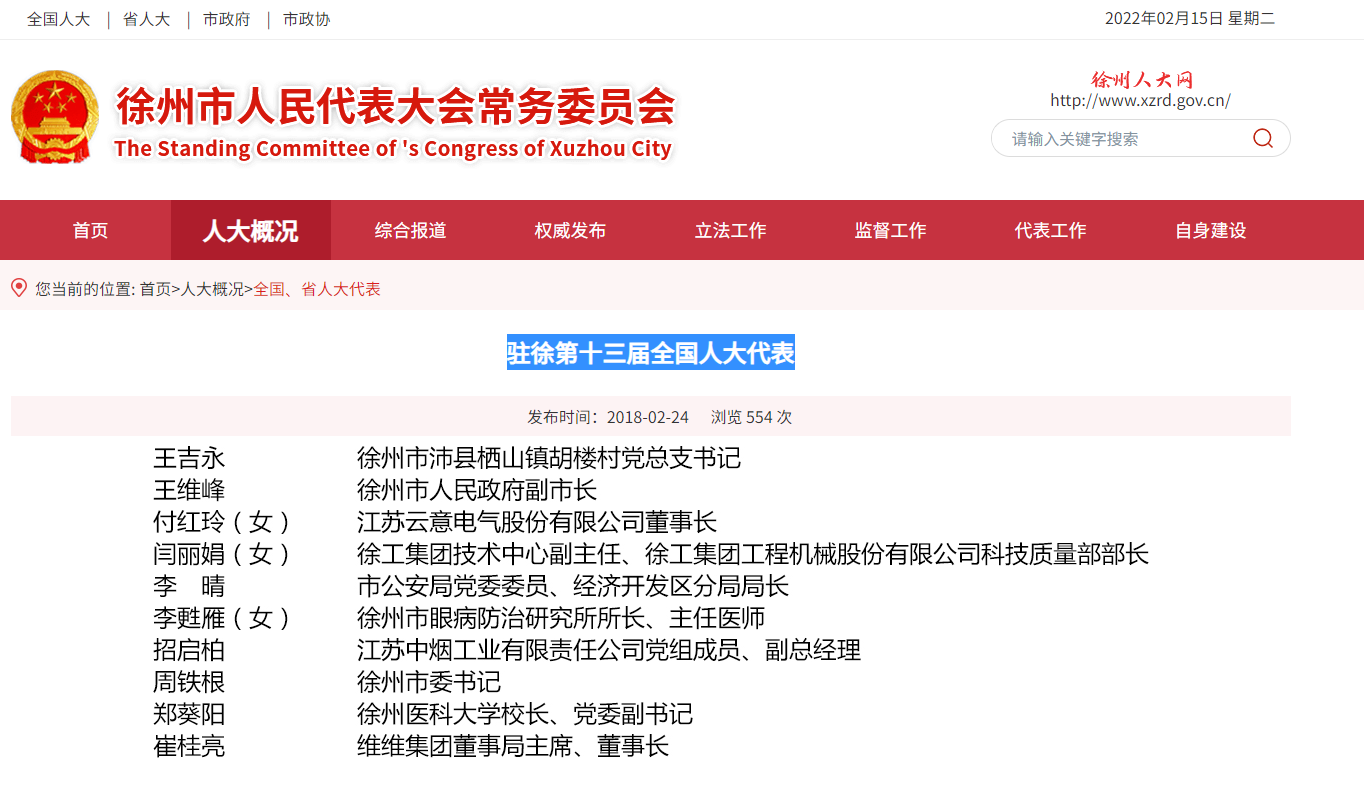 全国人大 | 省人大 | 市政府 | 市政协
2022年02月15日 星期二
徐州市人民代表大会常务委员会
The Standing Committee of 's Congress of Xuzhou City
徐州人大网
http://www.xzrd.gov.cn/
请输入关键字搜索
首页 人大概况 综合报道 权威发布 立法工作 监督工作 代表工作 自身建设
您当前的位置: 首页>人大概况>全国、省人大代表
驻徐第十三届全国人大代表
发布时间：2018-02-24 浏览 554 次
王吉永 徐州市沛县栖山镇胡楼村党总支书记
王维峰 徐州市人民政府副市长
付红玲（女） 江苏云意电气股份有限公司董事长
闫丽娟（女） 徐工集团技术中心副主任、徐工集团工程机械股份有限公司科技质量部部长
李　晴 市公安局党委委员、经济开发区分局局长
李甦雁（女） 徐州市眼病防治研究所所长、主任医师
招启柏 江苏中烟工业有限责任公司党组成员、副总经理
周铁根 徐州市委书记
郑葵阳 徐州医科大学校长、党委副书记
崔桂亮 维维集团董事局主席、董事长